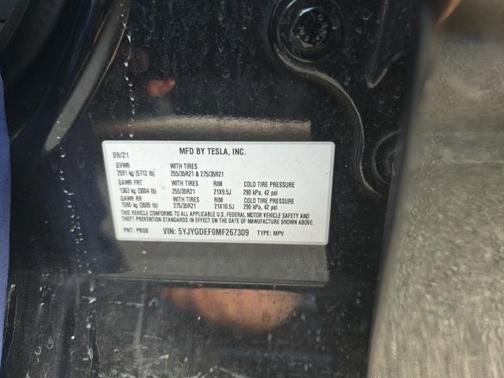 MFD BY TESLA, INC.
09/21
GVWR WITH TIRES
2591 kg (5712 lb) 255/35R21 & 275/35R21
GAWR FRT WITH TIRES RIM COLD TIRE PRESSURE
1363 kg (3004 lb) 255/35R21 21X9.5J 290 kPa, 42 psi
GAWR RR WITH TIRES RIM COLD TIRE PRESSURE
kg lb) 275/35R21 21X10.5J 290 kPa, 42 psi
THIS VEHICLE CONFORMS TO ALL APPLICABLE U.S. FEDERAL MOTOR VEHICLE SAFETY AND
THEFT PREVENTION STANDARDS IN EFFECT ON THE DATE OF MANUFACTURE SHOWN ABOVE.
PNT: PBSB VIN: 5YJYGDEF0MF267309 TYPE: MPV